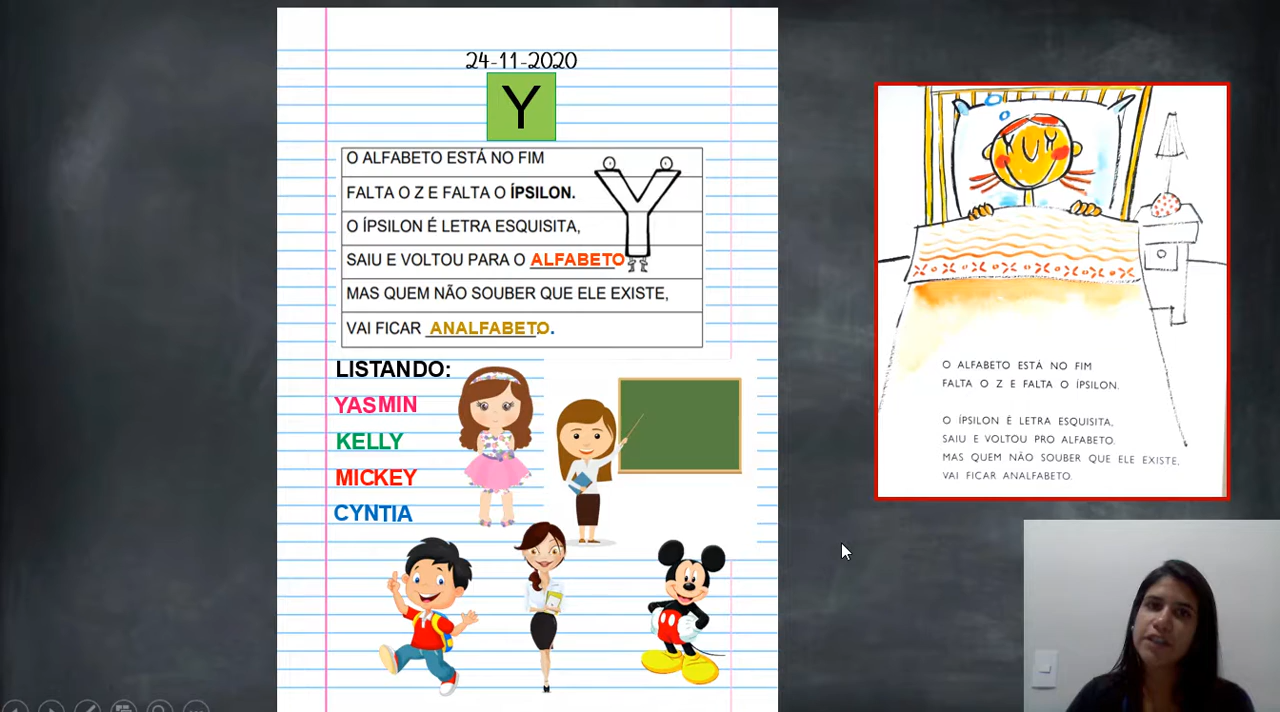 24-11-2020
Y
O ALFABETO ESTÁ NO FIM
FALTA O Z E FALTA O ÍPSILON.
O ÍPSILON É LETRA ESQUISITA,
SAIU E VOLTOU PARA O ALFABETO
MAS QUEM NÃO SOUBER QUE ELE EXISTE,
VAI FICAR ANALFABETO.
LISTANDO:
YASMIN
KELLY
MICKEY
CYNTIA
O ALFABETO ESTÁ NO FIM
FALTA O Z E FALTA O ÍPSILON.
O ÍPSILON É LETRA ESQUISITA,
SAIU E VOLTOU PRO ALFABETO.
MAS QUEM NÃO SOUBER QUE ELE EXISTE,
VAI FICAR ANALFABETO.